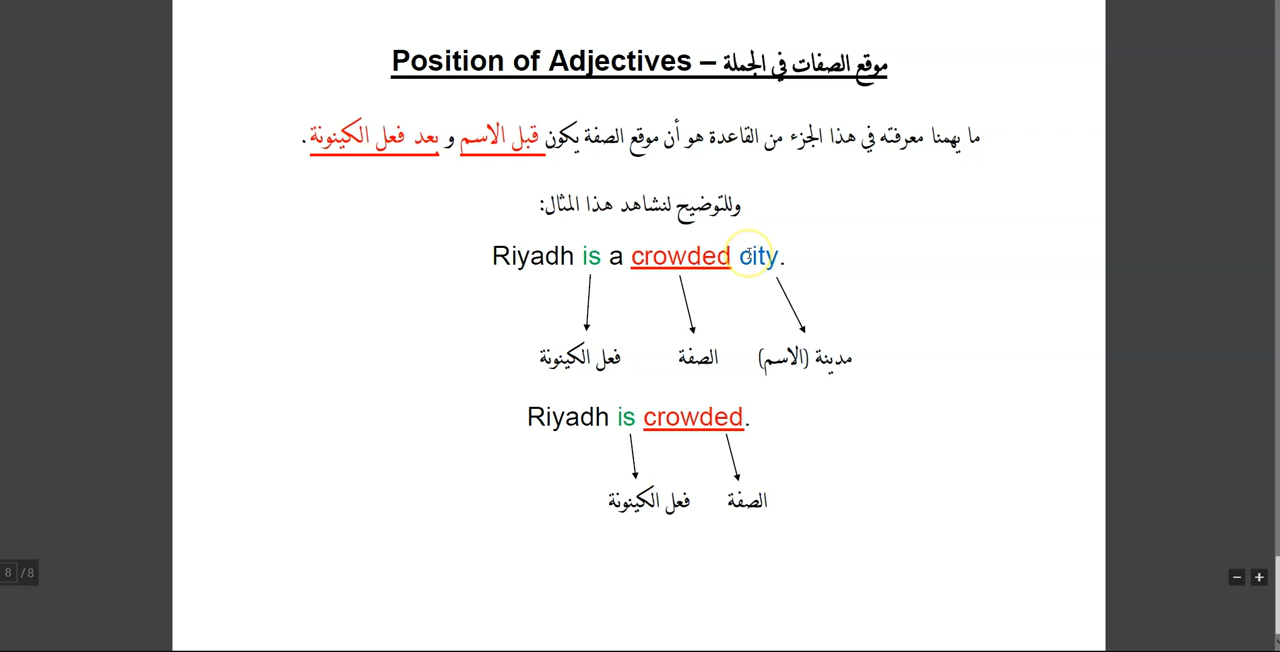 Position of Adjectives – موقع الصفات في الجملة
ما يهمنا معرفته في هذا الجزء من القاعدة هو أن موقع الصفة يكون قبل الاسم و بعد فعل الكينونة .
وللتوضيح لنشاهد هذا المثال:
Riyadh is a crowded city.
فعل الكينونة الصفة مدينة (الاسم)
Riyadh is crowded.
فعل الكينونة الصفة
8 /8